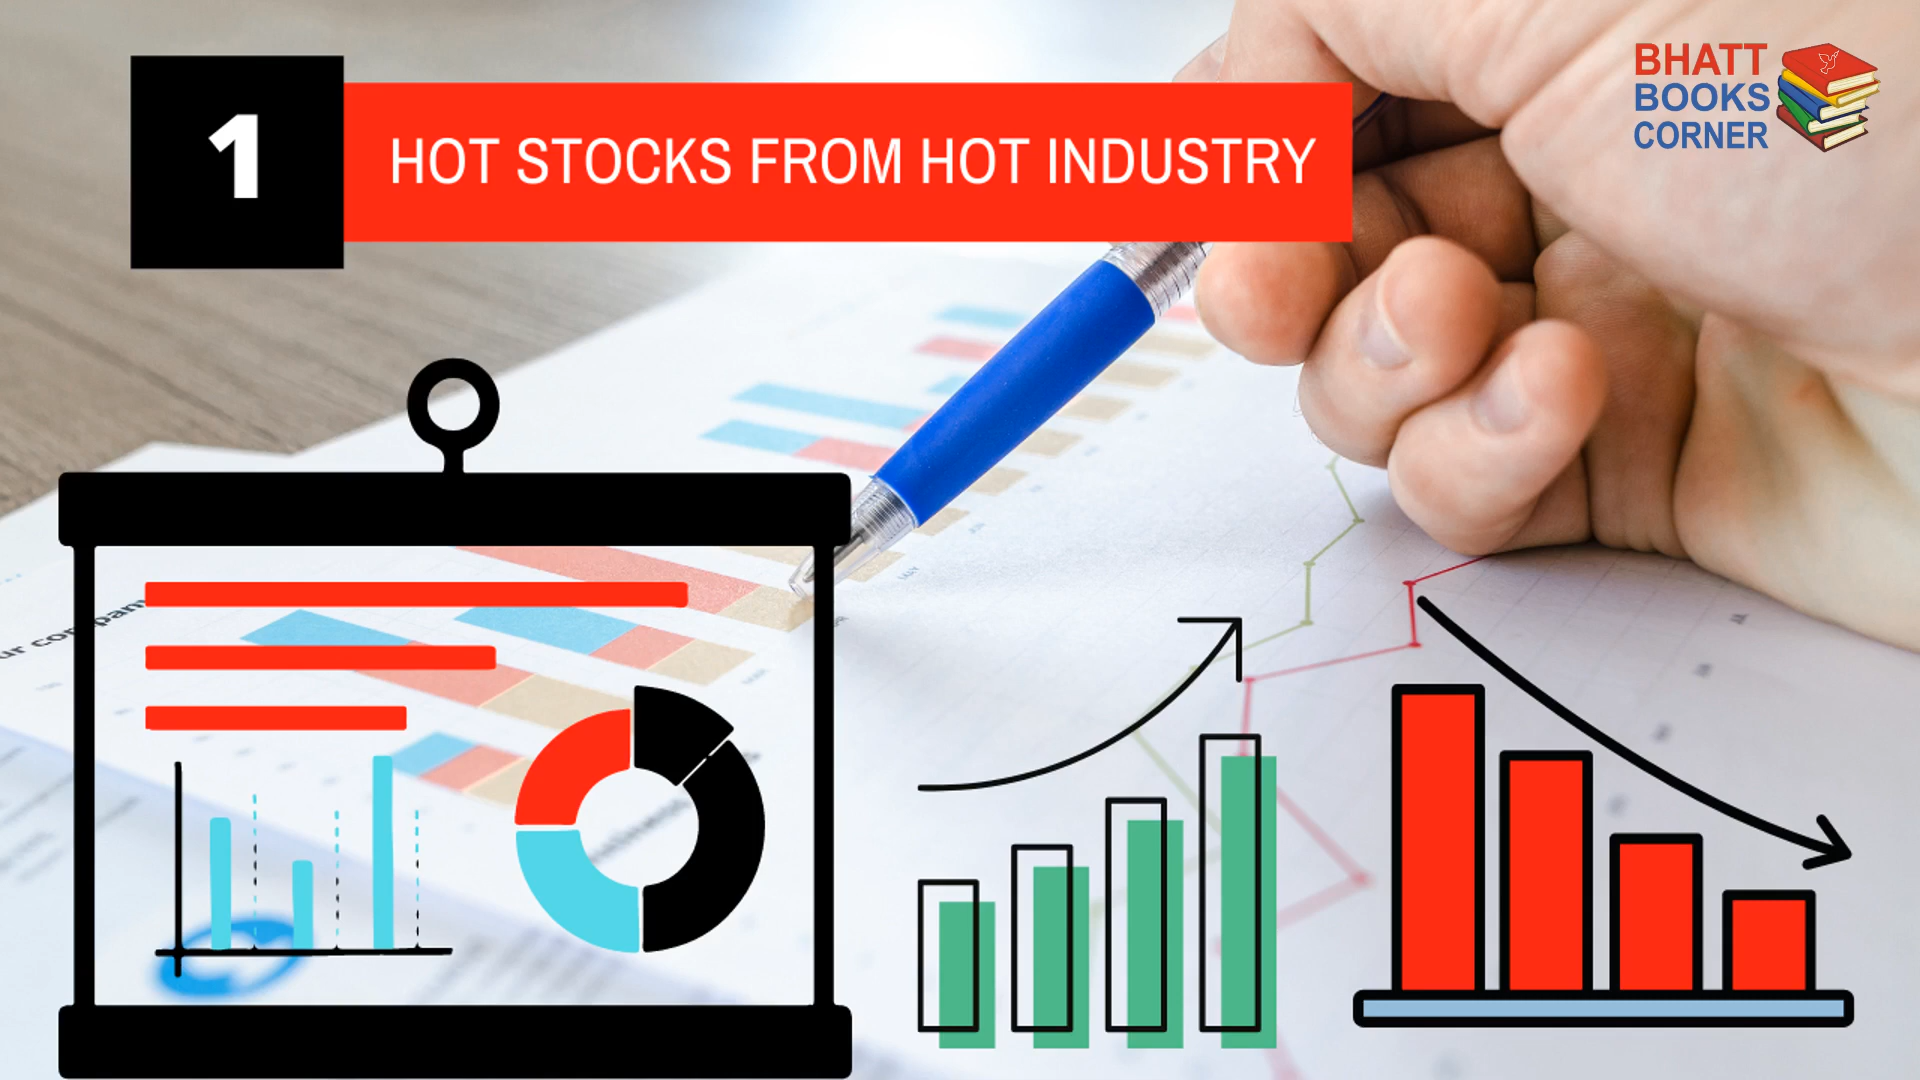 1
HOT STOCKS FROM HOT INDUSTRY
BHATT
BOOKS
CORNER